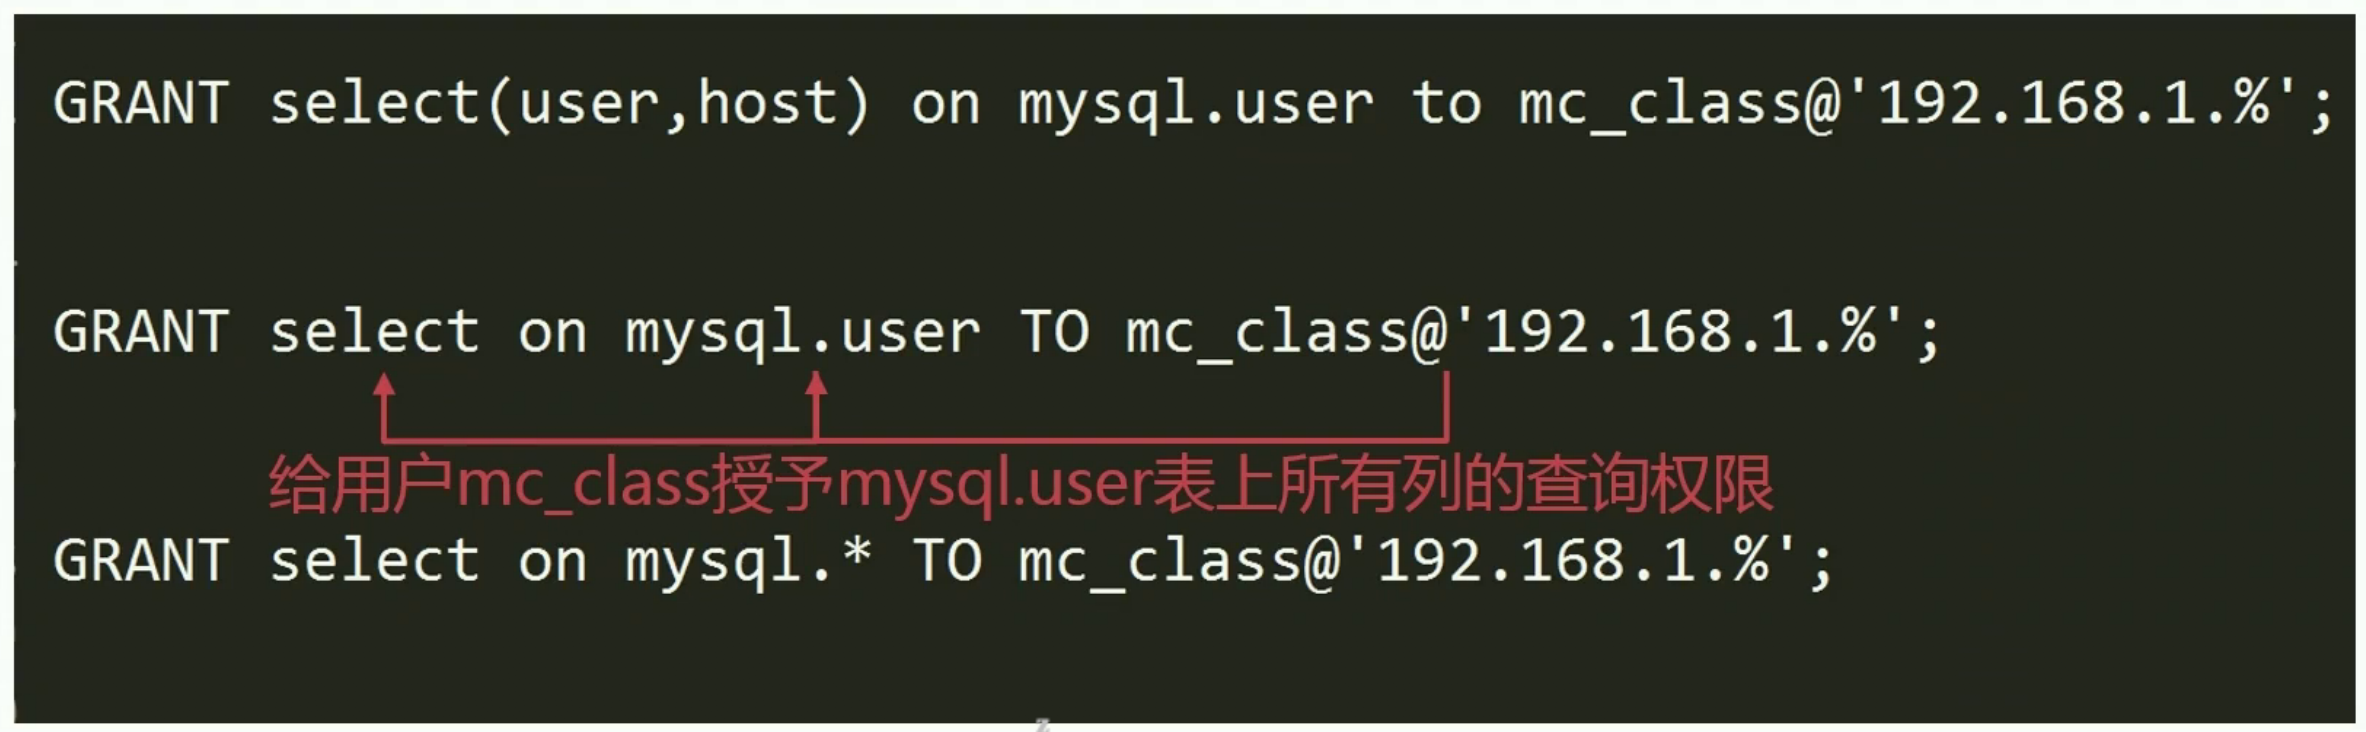 GRANT select(user,host) on mysql.user to mc_class@'192.168.1.%';
GRANT select on mysql.user TO mc_class@'192.168.1.%';
给用户mc_class授予mysql.user表上所有列的查询权限
GRANT select on mysql.* TO mc_class@'192.168.1.%';